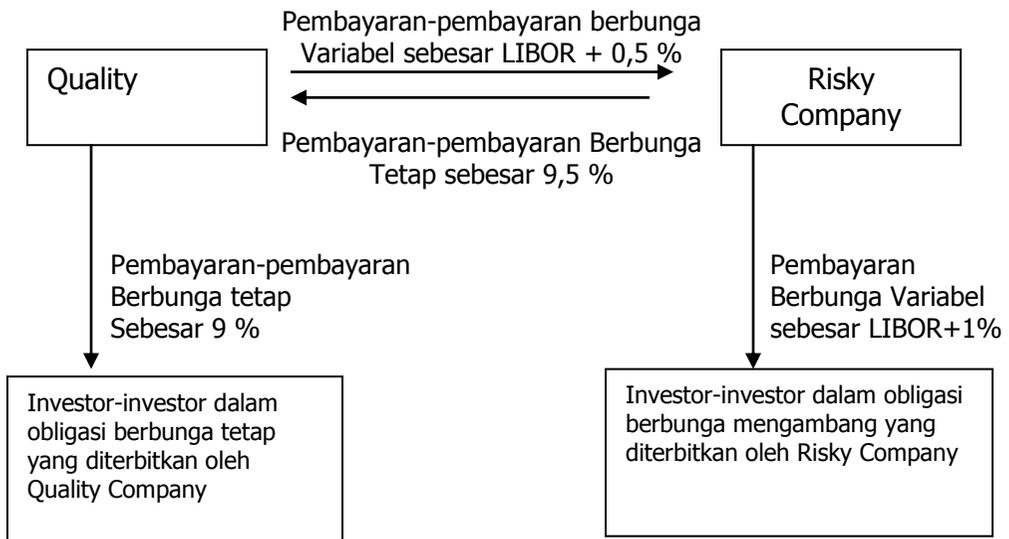 Pembayaran-pembayaran berbunga
Variabel sebesar LIBOR + 0,5 %
Quality
Risky
Company
Pembayaran-pembayaran Berbunga
Tetap sebesar 9,5 %
Pembayaran-pembayaran
Berbunga tetap
Sebesar 9 %
Pembayaran
Berbunga Variabel
sebesar LIBOR+1%
Investor-investor dalam
obligasi berbunga tetap
yang diterbitkan oleh
Quality Company
Investor-investor dalam obligasi
berbunga mengambang yang
diterbitkan oleh Risky Company